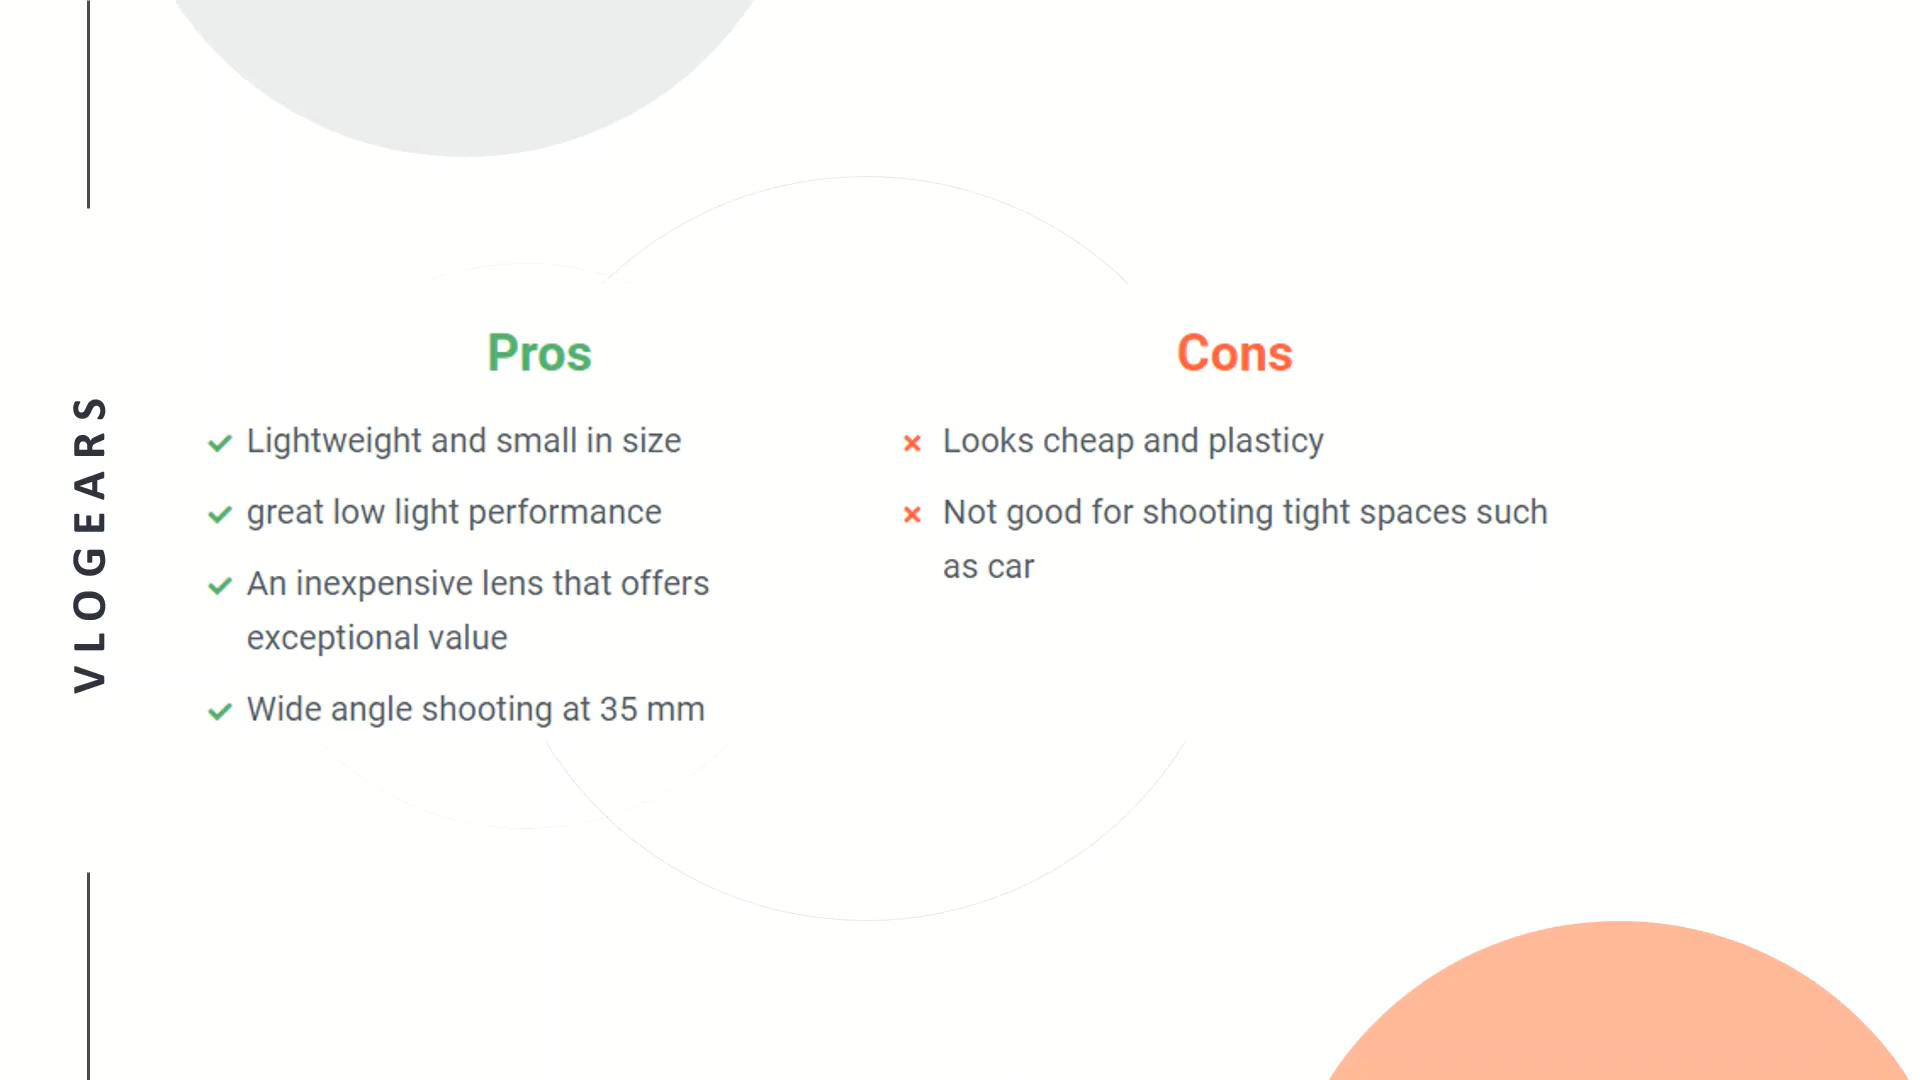 VLOGEARS
Pros
Lightweight and small in size
great low light performance
An inexpensive lens that offers
exceptional value
Wide angle shooting at 35 mm
Cons
Looks cheap and plasticy
Not good for shooting tight spaces such
as car